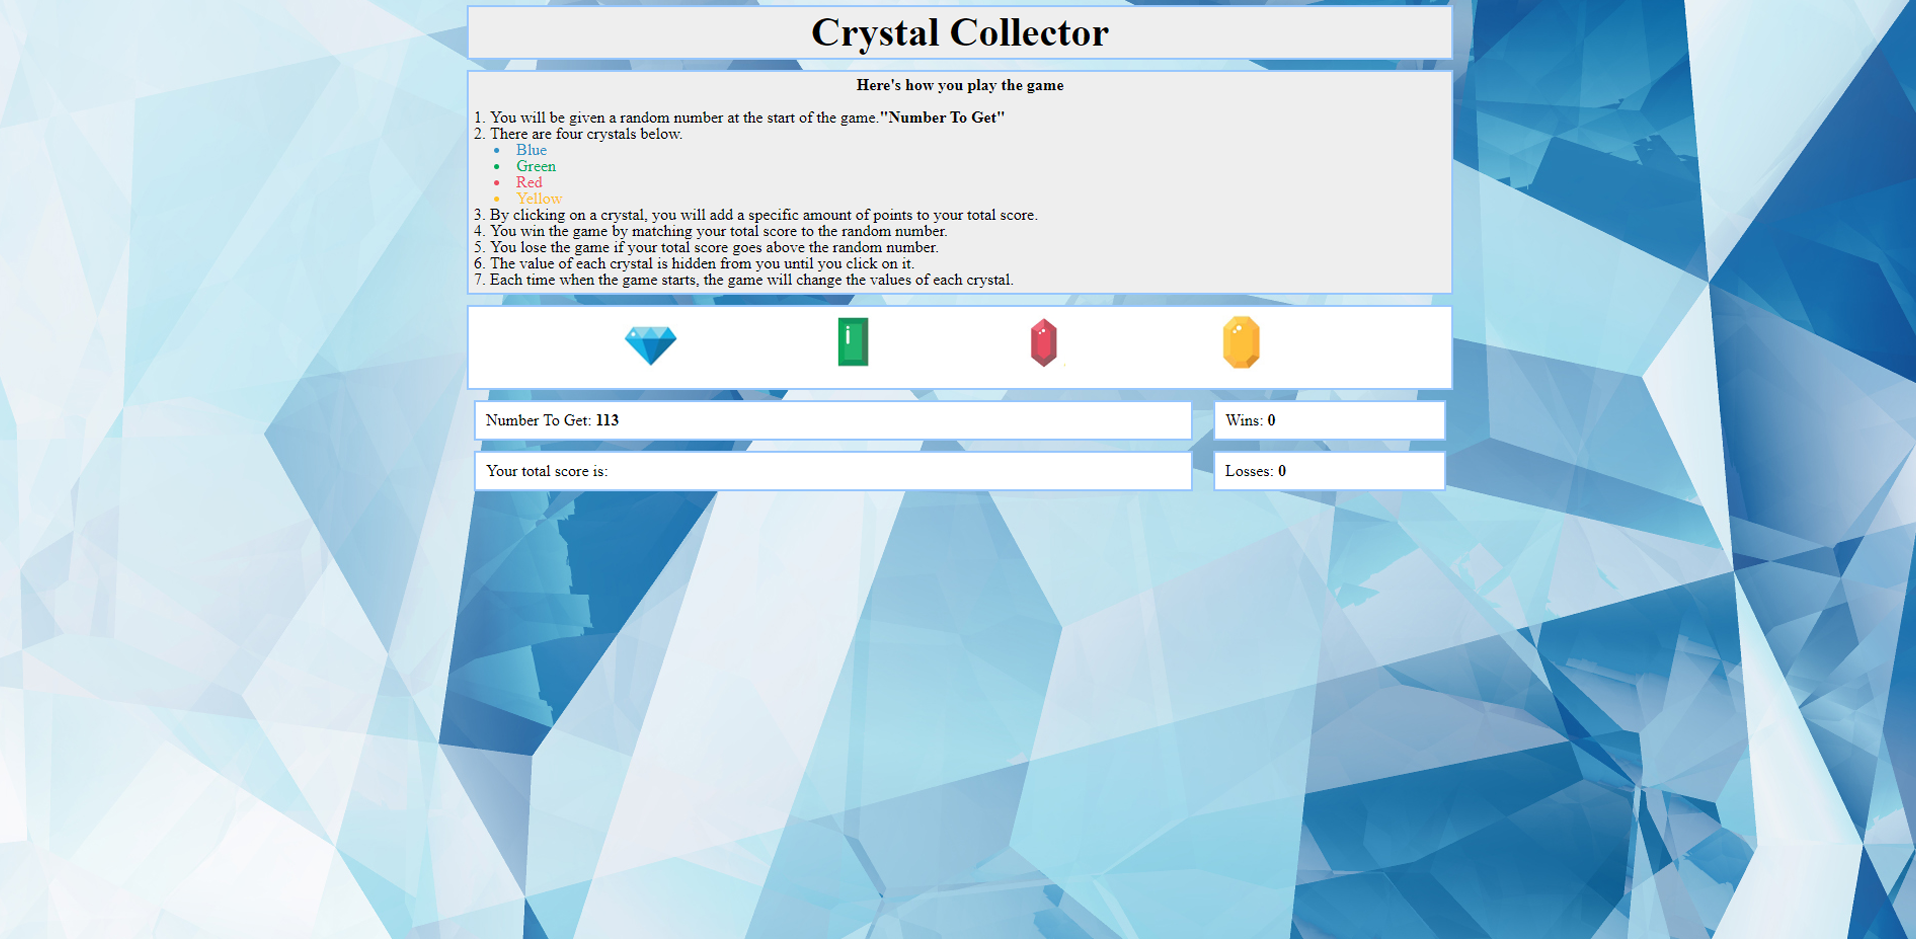 Crystal Collector
Here's how you play the game
1. You will be given a random number at the start of the game."Number To Get"
2. There are four crystals below.
• Blue
• Green
• Red
• Yellow
3. By clicking on a crystal, you will add a specific amount of points to your total score.
4. You win the game by matching your total score to the random number.
5. You lose the game if your total score goes above the random number.
6. The value of each crystal is hidden from you until you click on it.
7. Each time when the game starts, the game will change the values of each crystal.
Number To Get: 113
Wins: 0
Your total score is:
Losses: 0